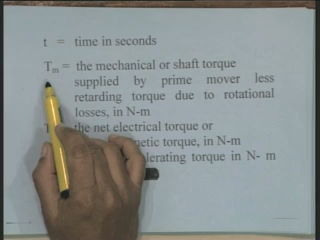 t = time in seconds
Tm = the mechanical or shaft torque
supplied by prime mover less
retarding torque due to rotational
losses, in N-m
T the net electrical torque or
netic torque, in N-m
lerating torque in N- m